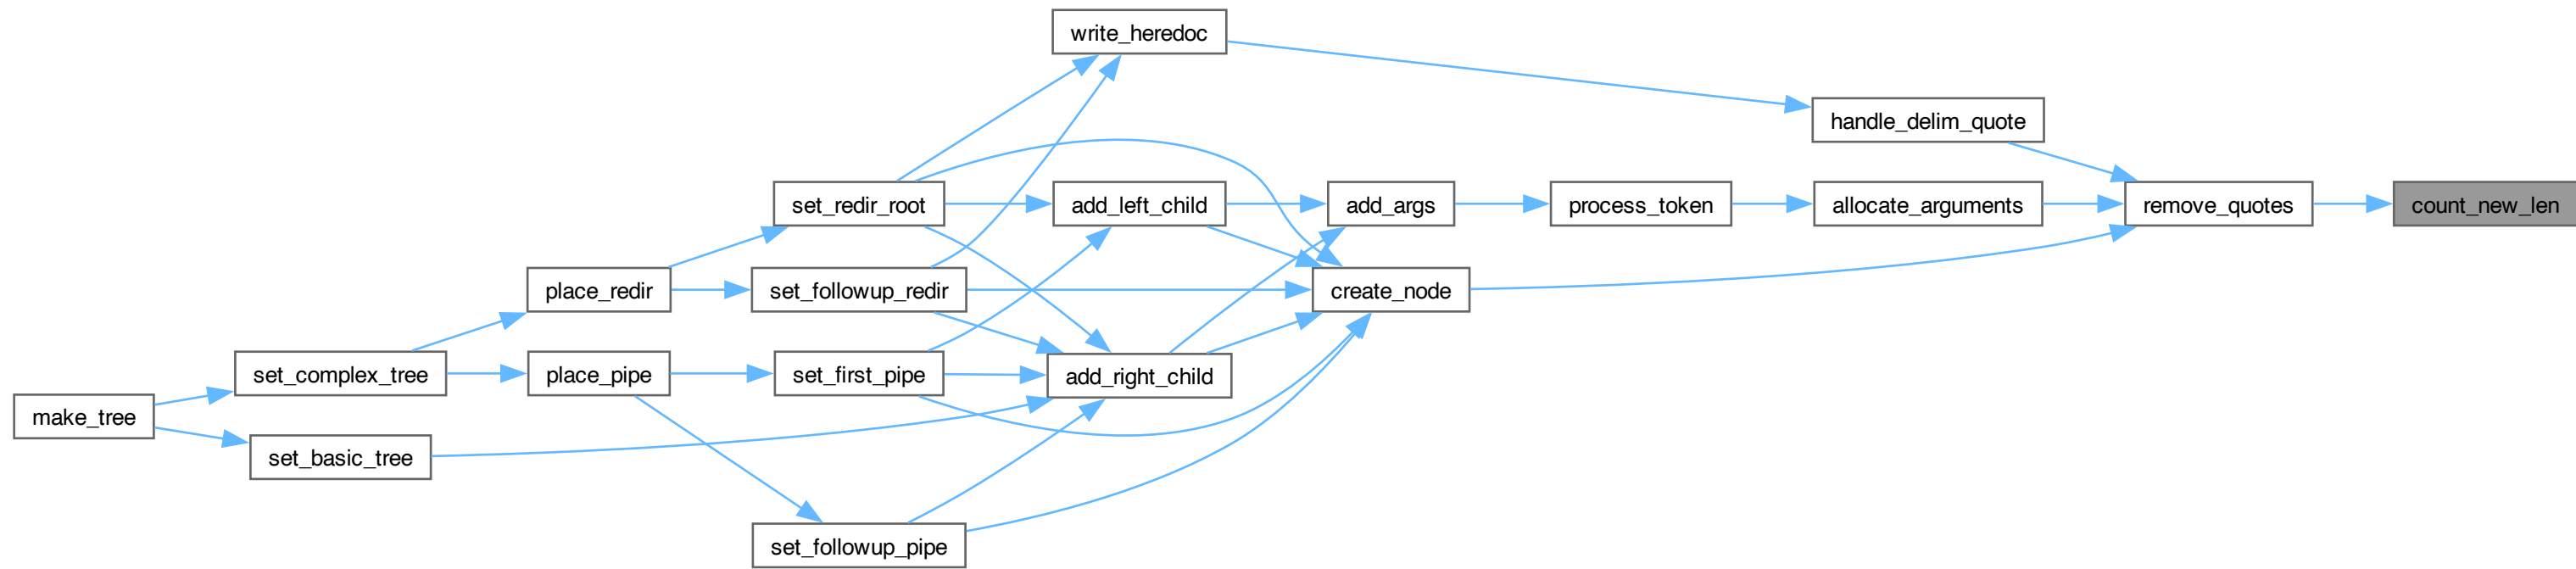 write_heredoc
handle_delim_quote
set_redir_root
add_left_child
add_args
process_token
allocate_arguments
remove_quotes
count_new_len
place_redir
set_followup_redir
create_node
set_complex_tree
place_pipe
set_first_pipe
add_right_child
make_tree
set_basic_tree
set_followup_pipe